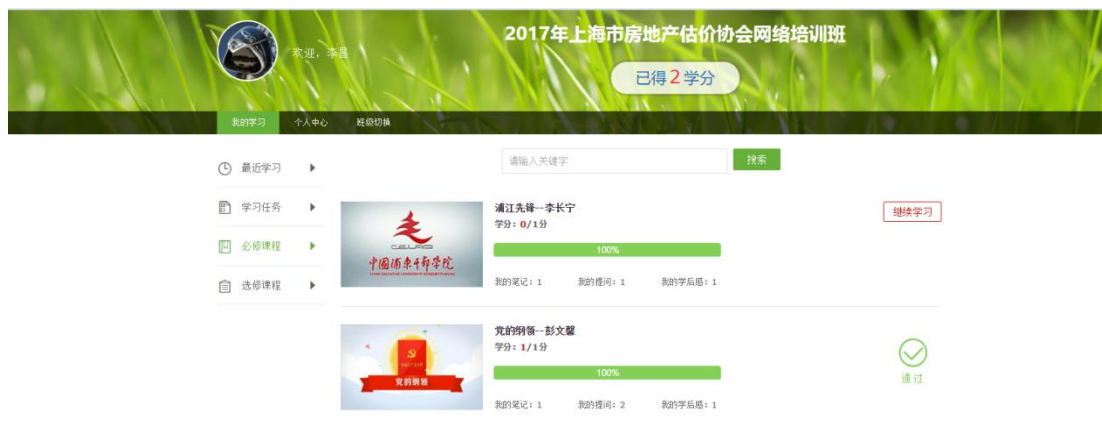 2017年上海市房地产估价协会网络培训班
欢迎，李昌
已得2学分
我的学习 个人中心 班级切换
请输入关键字 搜索
最近学习
学习任务
必修课程
选修课程
浦江先锋--李长宁
学分：0/1分
继续学习
100%
我的笔记：1 我的提问：1 我的学后感：1
CELAP
中国浦东干部学院
党的纲领--彭文馨
学分：1/1分
100%
通过
我的笔记：1 我的提问：2 我的学后感：1
党的纲领